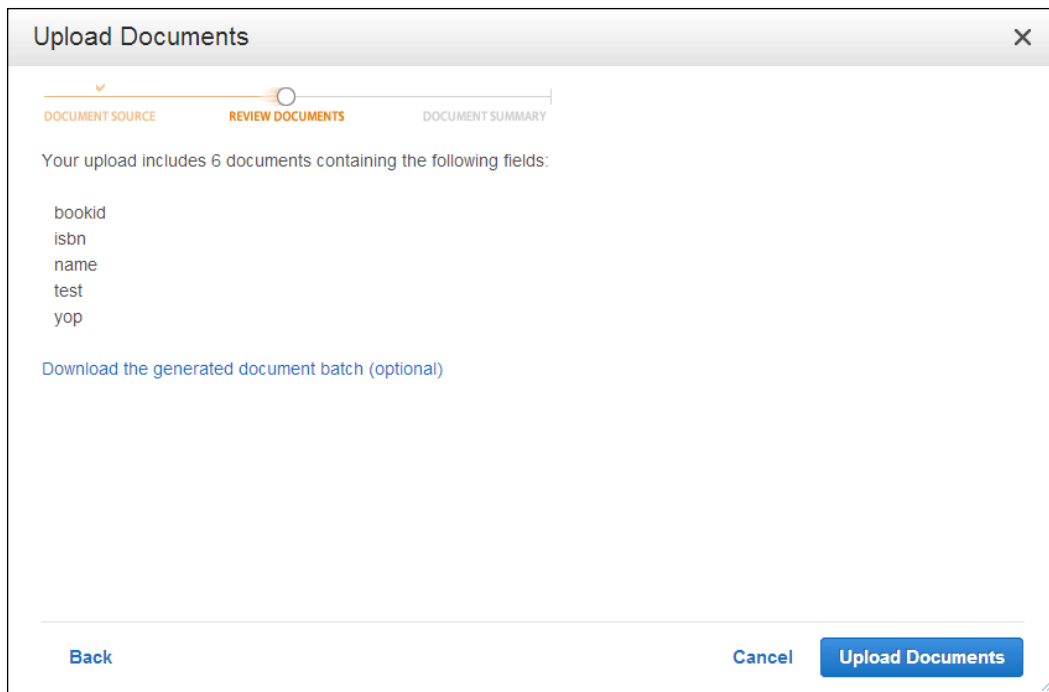 Upload Documents
DOCUMENT SOURCE REVIEW DOCUMENTS DOCUMENT SUMMARY
Your upload includes 6 documents containing the following fields:
bookid
isbn
name
test
yop
Download the generated document batch (optional)
Back Cancel Upload Documents